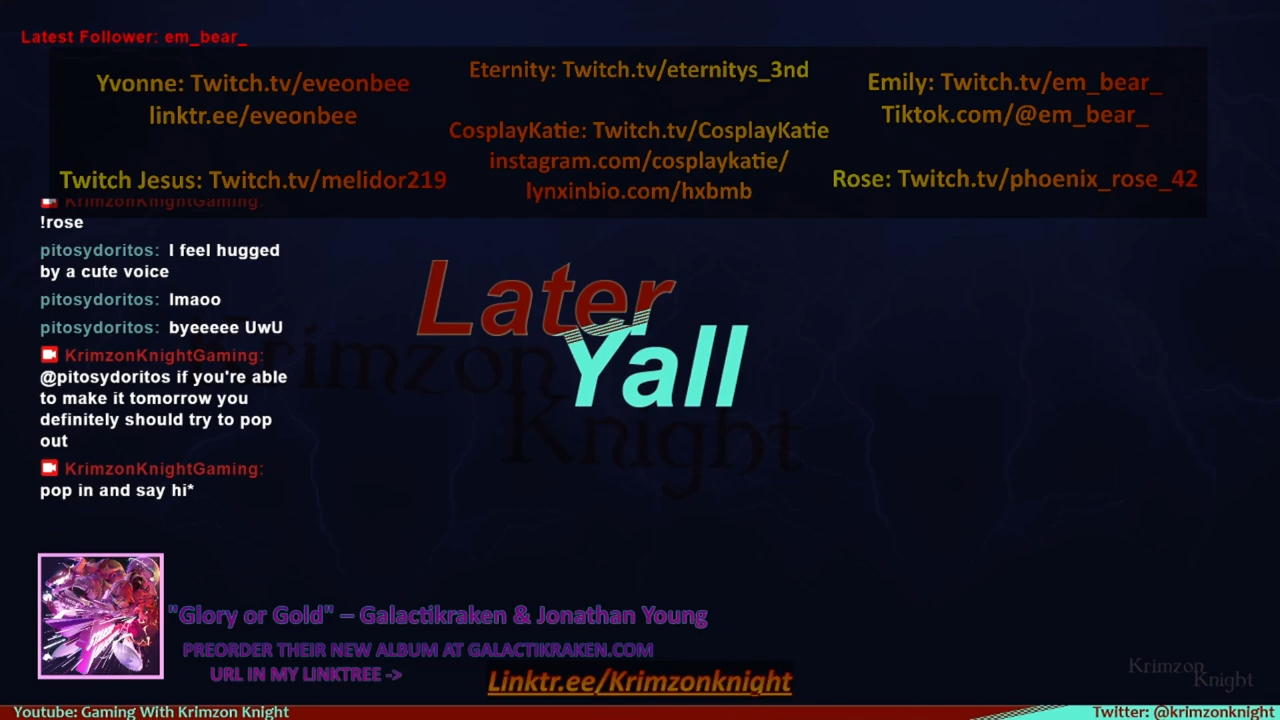 Latest Follower: em_bear_
Yvonne: Twitch.tv/eveonbee
linktr.ee/eveonbee
Twitch Jesus: Twitch.tv/melidor219
Eternity: Twitch.tv/eternitys_3nd
CosplayKatie: Twitch.tv/CosplayKatie
instagram.com/cosplaykatie/
lynxinbio.com/hxbmb
Emily: Twitch.tv/em_bear_
Tiktok.com/@em_bear_
Rose: Twitch.tv/phoenix_rose_42
KrimzonKnightGaming:
!rose
pitosydoritos: I feel hugged
by a cute voice
pitosydoritos: lmaoo
pitosydoritos: byeeeee UwU
KrimzonKnightGaming:
@pitosydoritos if you're able
to make it tomorrow you
definitely should try to pop
out
KrimzonKnightGaming:
pop in and say hi*
Later
Yall
Krimzon
Knight
"Glory or Gold" – Galactikraken & Jonathan Young
PREORDER THEIR NEW ALBUM AT GALACTIKRAKEN.COM
URL IN MY LINKTREE ->
Linktr.ee/Krimzonknight
Krimzon
Knight
Youtube: Gaming With Krimzon Knight
Twitter: @krimzonknight